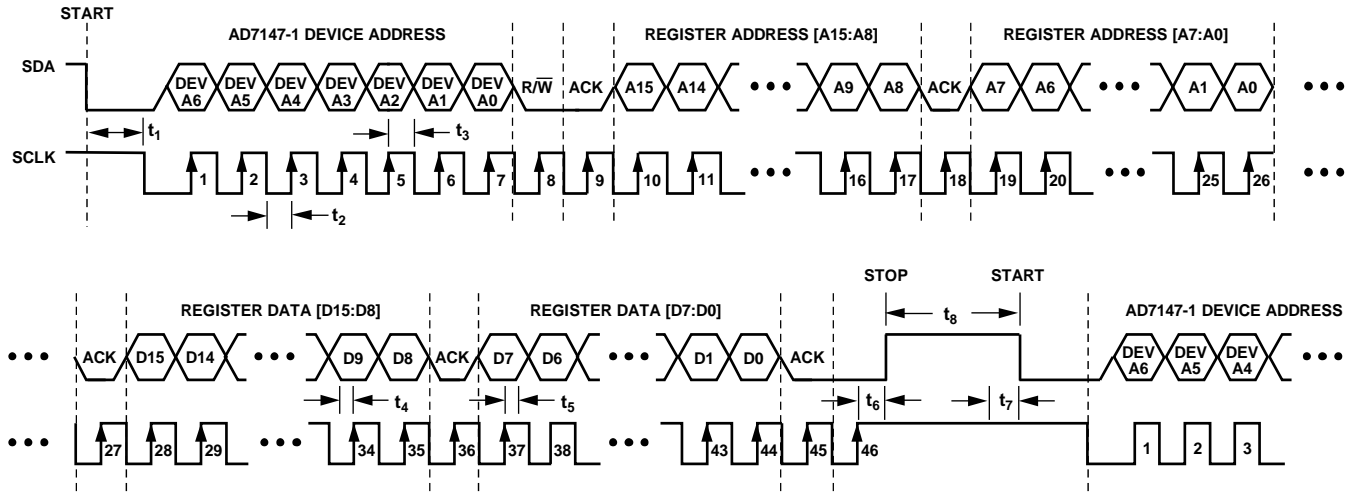 START
AD7147-1 DEVICE ADDRESS REGISTER ADDRESS [A15:A8] REGISTER ADDRESS [A7:A0]
SDA DEV A6 DEV A5 DEV A4 DEV A3 DEV A2 DEV A1 DEV A0 R/W̅ ACK A15 A14 A9 A8 ACK A7 A6 A1 A0
t1 t3
SCLK 1 2 3 4 5 6 7 8 9 10 11 16 17 18 19 20 25 26
t2
STOP START
REGISTER DATA [D15:D8] REGISTER DATA [D7:D0] t8 AD7147-1 DEVICE ADDRESS
ACK D15 D14 D9 D8 ACK D7 D6 D1 D0 ACK DEV A6 DEV A5 DEV A4
t4 t5 t6 t7
27 28 29 34 35 36 37 38 43 44 45 46 1 2 3